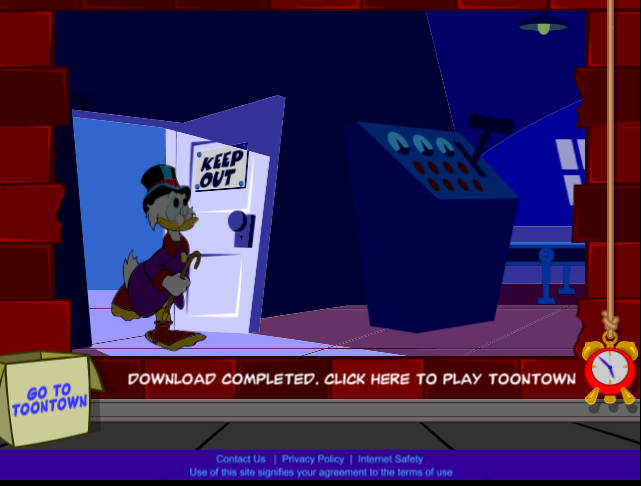 KEEP
OUT
DOWNLOAD COMPLETED. CLICK HERE TO PLAY TOONTOWN
GO TO
TOONTOWN
Contact Us | Privacy Policy | Internet Safety
Use of this site signifies your agreement to the terms of use